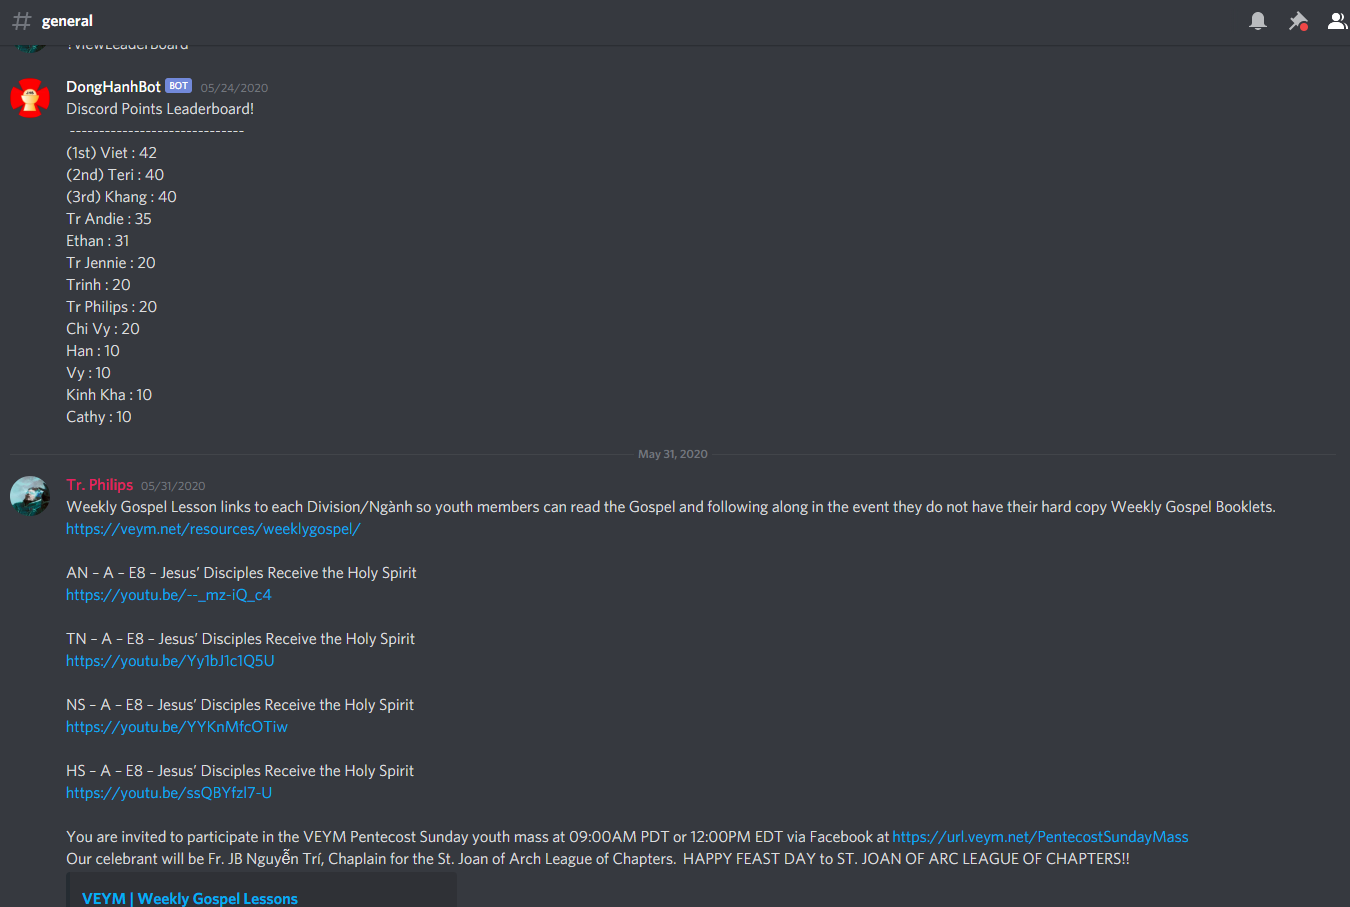 # general
?ViewLeaderBoard
DongHanhBot BOT 05/24/2020
Discord Points Leaderboard!
------------------------------
(1st) Viet : 42
(2nd) Teri : 40
(3rd) Khang : 40
Tr Andie : 35
Ethan : 31
Tr Jennie : 20
Trinh : 20
Tr Philips : 20
Chi Vy : 20
Han : 10
Vy : 10
Kinh Kha : 10
Cathy : 10
May 31, 2020
Tr. Philips 05/31/2020
Weekly Gospel Lesson links to each Division/Ngành so youth members can read the Gospel and following along in the event they do not have their hard copy Weekly Gospel Booklets.
https://veym.net/resources/weeklygospel/
AN – A – E8 – Jesus’ Disciples Receive the Holy Spirit
https://youtu.be/--_mz-iQ_c4
TN – A – E8 – Jesus’ Disciples Receive the Holy Spirit
https://youtu.be/Yy1bJ1c1Q5U
NS – A – E8 – Jesus’ Disciples Receive the Holy Spirit
https://youtu.be/YYKnMfcOTiw
HS – A – E8 – Jesus’ Disciples Receive the Holy Spirit
https://youtu.be/ssQBYfzl7-U
You are invited to participate in the VEYM Pentecost Sunday youth mass at 09:00AM PDT or 12:00PM EDT via Facebook at https://url.veym.net/PentecostSundayMass
Our celebrant will be Fr. JB Nguyễn Trí, Chaplain for the St. Joan of Arch League of Chapters.  HAPPY FEAST DAY to ST. JOAN OF ARC LEAGUE OF CHAPTERS!!
VEYM | Weekly Gospel Lessons